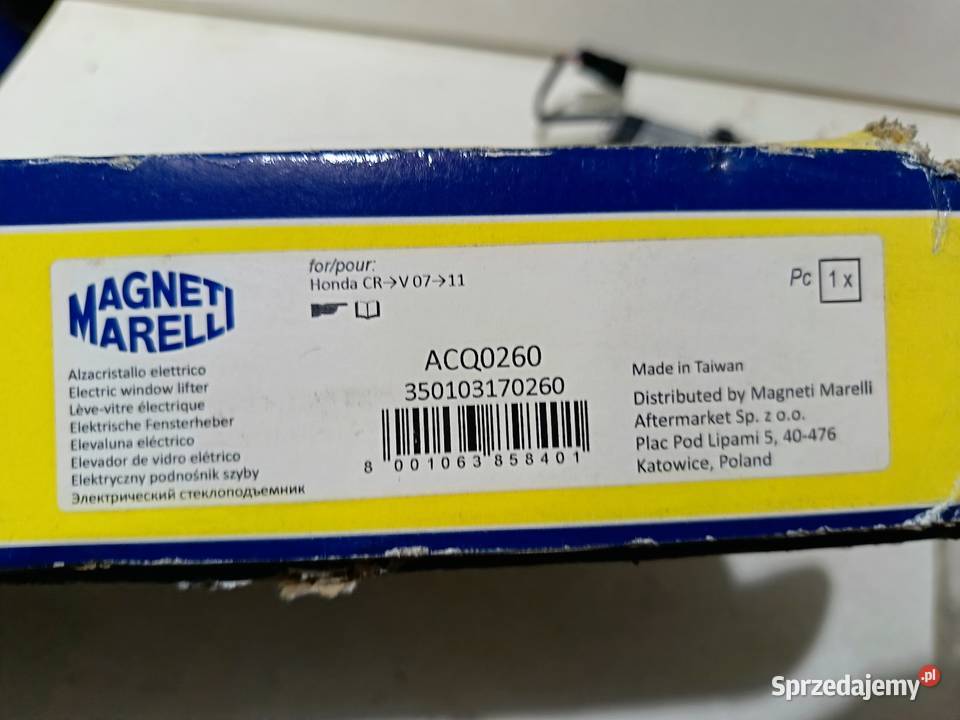 MAGNETI
MARELLI
Alzacristallo elettrico
Electric window lifter
Lève-vitre électrique
Elektrische Fensterheber
Elevaluna eléctrico
Elevador de vidro elétrico
Elektryczny podnośnik szyby
Электрический стеклоподъемник
for/pour:
Honda CR→V 07→11
ACQ0260
350103170260
8 001063 858401
Pc 1 x
Made in Taiwan
Distributed by Magneti Marelli
Aftermarket Sp. z o.o.
Plac Pod Lipami 5, 40-476
Katowice, Poland
Sprzedajemy.pl